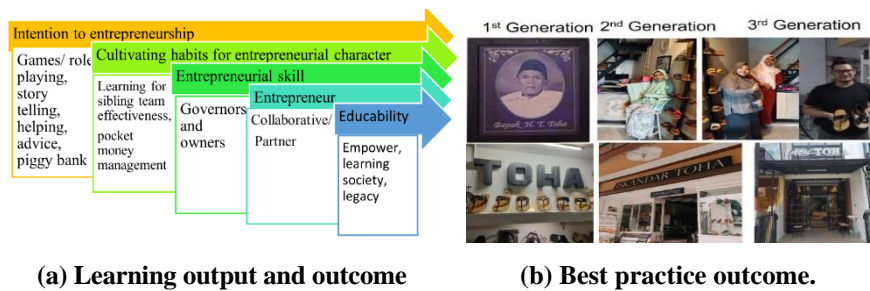 Intention to entrepreneurship
Cultivating habits for entrepreneurial character
Entrepreneurial skill
Entrepreneur
Educability
Games/ role
playing,
story
telling,
helping,
advice,
piggy bank
Learning for
sibling team
effectiveness,
pocket
money
management
Governors
and
owners
Collaborative/
Partner
Empower,
learning
society,
legacy
(a) Learning output and outcome
1st Generation
2nd Generation
3rd Generation
Bapak H. T. Toha
TOHA
ISKANDAR TOHA
(b) Best practice outcome.